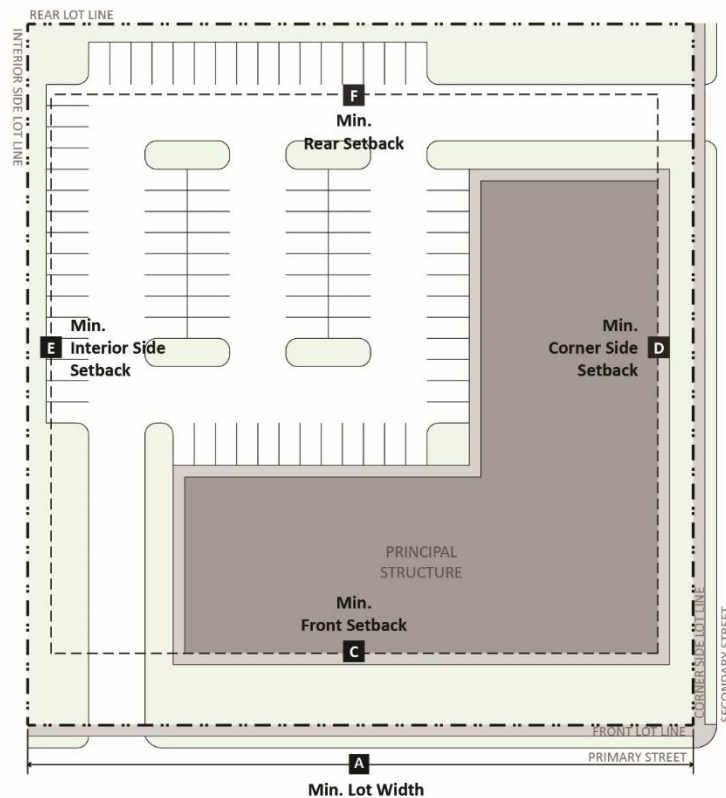 REAR LOT LINE
INTERIOR SIDE LOT LINE
F
Min.
Rear Setback
Min.
E Interior Side
Setback
Min.
Corner Side D
Setback
PRINCIPAL
STRUCTURE
Min.
Front Setback
C
CORNER SIDE LOT LINE
SECONDARY STREET
FRONT LOT LINE
PRIMARY STREET
A
Min. Lot Width